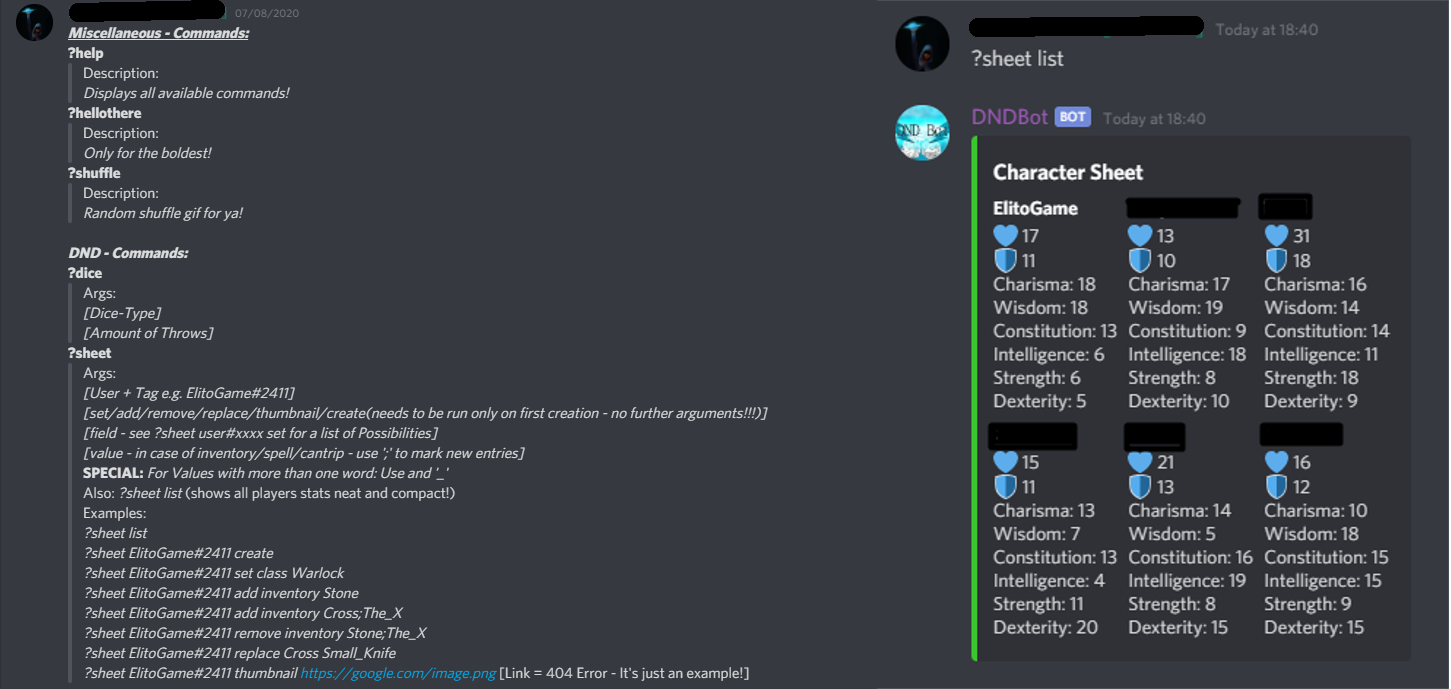 07/08/2020
Miscellaneous - Commands:
?help
Description:
Displays all available commands!
?hellothere
Description:
Only for the boldest!
?shuffle
Description:
Random shuffle gif for ya!
DND - Commands:
?dice
Args:
[Dice-Type]
[Amount of Throws]
?sheet
Args:
[User + Tag e.g. ElitoGame#2411]
[set/add/remove/replace/thumbnail/create(needs to be run only on first creation - no further arguments!!!)]
[field - see ?sheet user#xxxx set for a list of Possibilities]
[value - in case of inventory/spell/cantrip - use ';' to mark new entries]
SPECIAL: For Values with more than one word: Use and '_'
Also: ?sheet list (shows all players stats neat and compact!)
Examples:
?sheet list
?sheet ElitoGame#2411 create
?sheet ElitoGame#2411 set class Warlock
?sheet ElitoGame#2411 add inventory Stone
?sheet ElitoGame#2411 add inventory Cross;The_X
?sheet ElitoGame#2411 remove inventory Stone;The_X
?sheet ElitoGame#2411 replace Cross Small_Knife
?sheet ElitoGame#2411 thumbnail https://google.com/image.png [Link = 404 Error - It's just an example!]
Today at 18:40
?sheet list
DND Bot
DNDBot BOT Today at 18:40
Character Sheet
ElitoGame
17 13 31
11 10 18
Charisma: 18 Charisma: 17 Charisma: 16
Wisdom: 18 Wisdom: 19 Wisdom: 14
Constitution: 13 Constitution: 9 Constitution: 14
Intelligence: 6 Intelligence: 18 Intelligence: 11
Strength: 6 Strength: 8 Strength: 18
Dexterity: 5 Dexterity: 10 Dexterity: 9
15 21 16
11 13 12
Charisma: 13 Charisma: 14 Charisma: 10
Wisdom: 7 Wisdom: 5 Wisdom: 18
Constitution: 13 Constitution: 16 Constitution: 15
Intelligence: 4 Intelligence: 19 Intelligence: 15
Strength: 11 Strength: 8 Strength: 9
Dexterity: 20 Dexterity: 15 Dexterity: 15